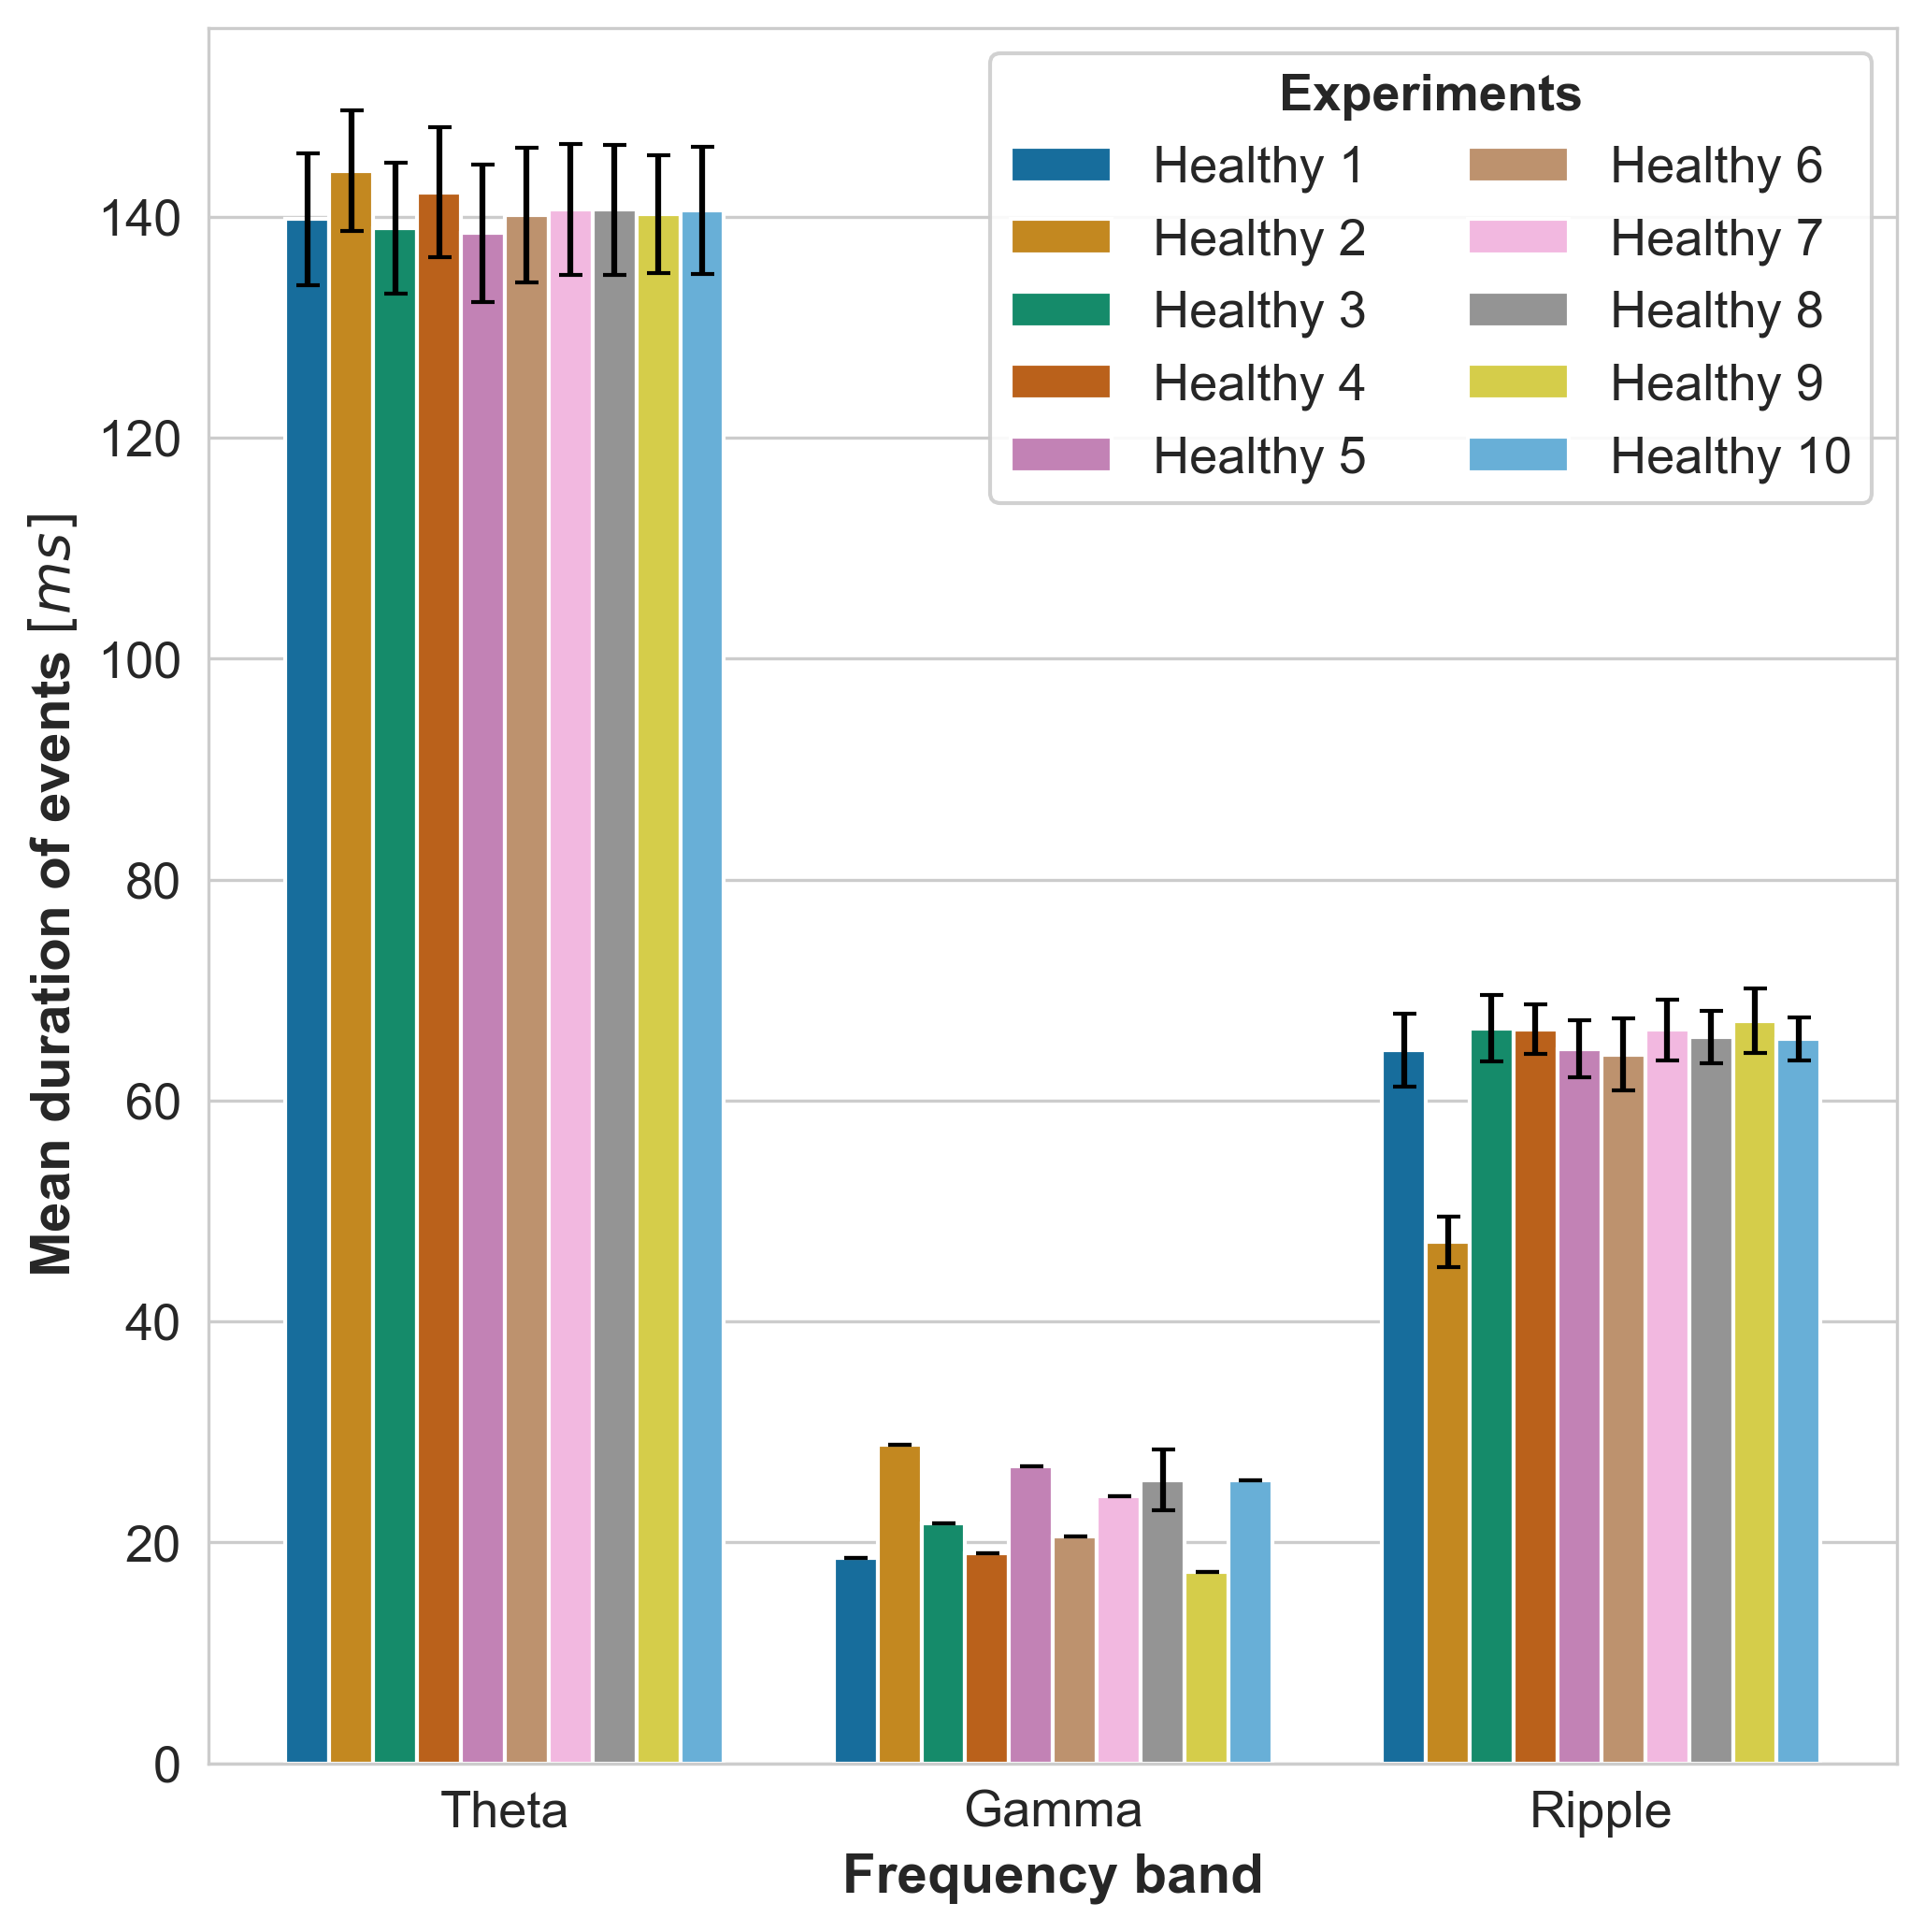 Experiments
Healthy 1
Healthy 2
Healthy 3
Healthy 4
Healthy 5
Healthy 6
Healthy 7
Healthy 8
Healthy 9
Healthy 10
Mean duration of events [ms]
140
120
100
80
60
40
20
0
Theta
Gamma
Ripple
Frequency band